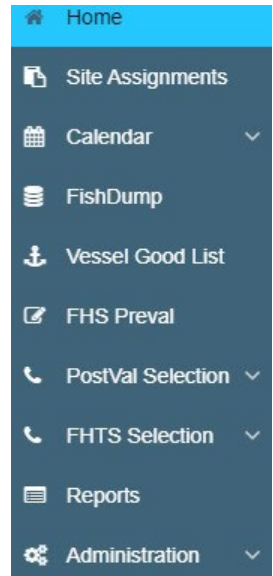 Home
Site Assignments
Calendar
FishDump
Vessel Good List
FHS Preval
PostVal Selection
FHTS Selection
Reports
Administration